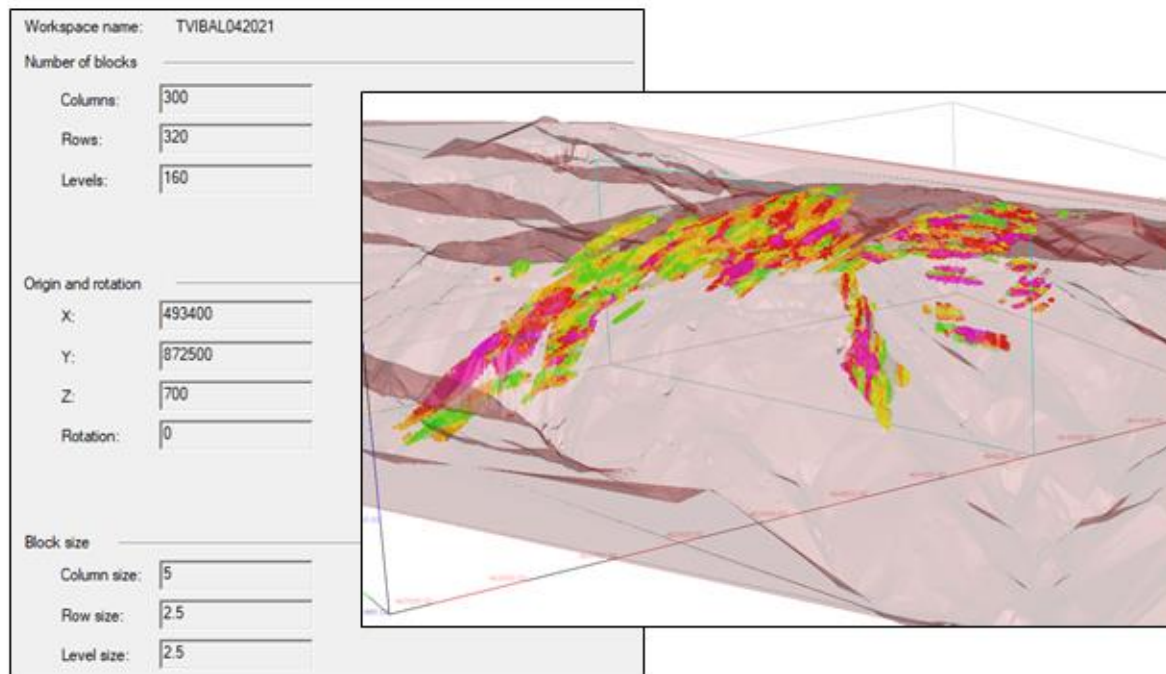 Workspace name: TVIBAL042021
Number of blocks
Columns: 300
Rows: 320
Levels: 160
Origin and rotation
X: 493400
Y: 872500
Z: 700
Rotation: 0
Block size
Column size: 5
Row size: 2.5
Level size: 2.5